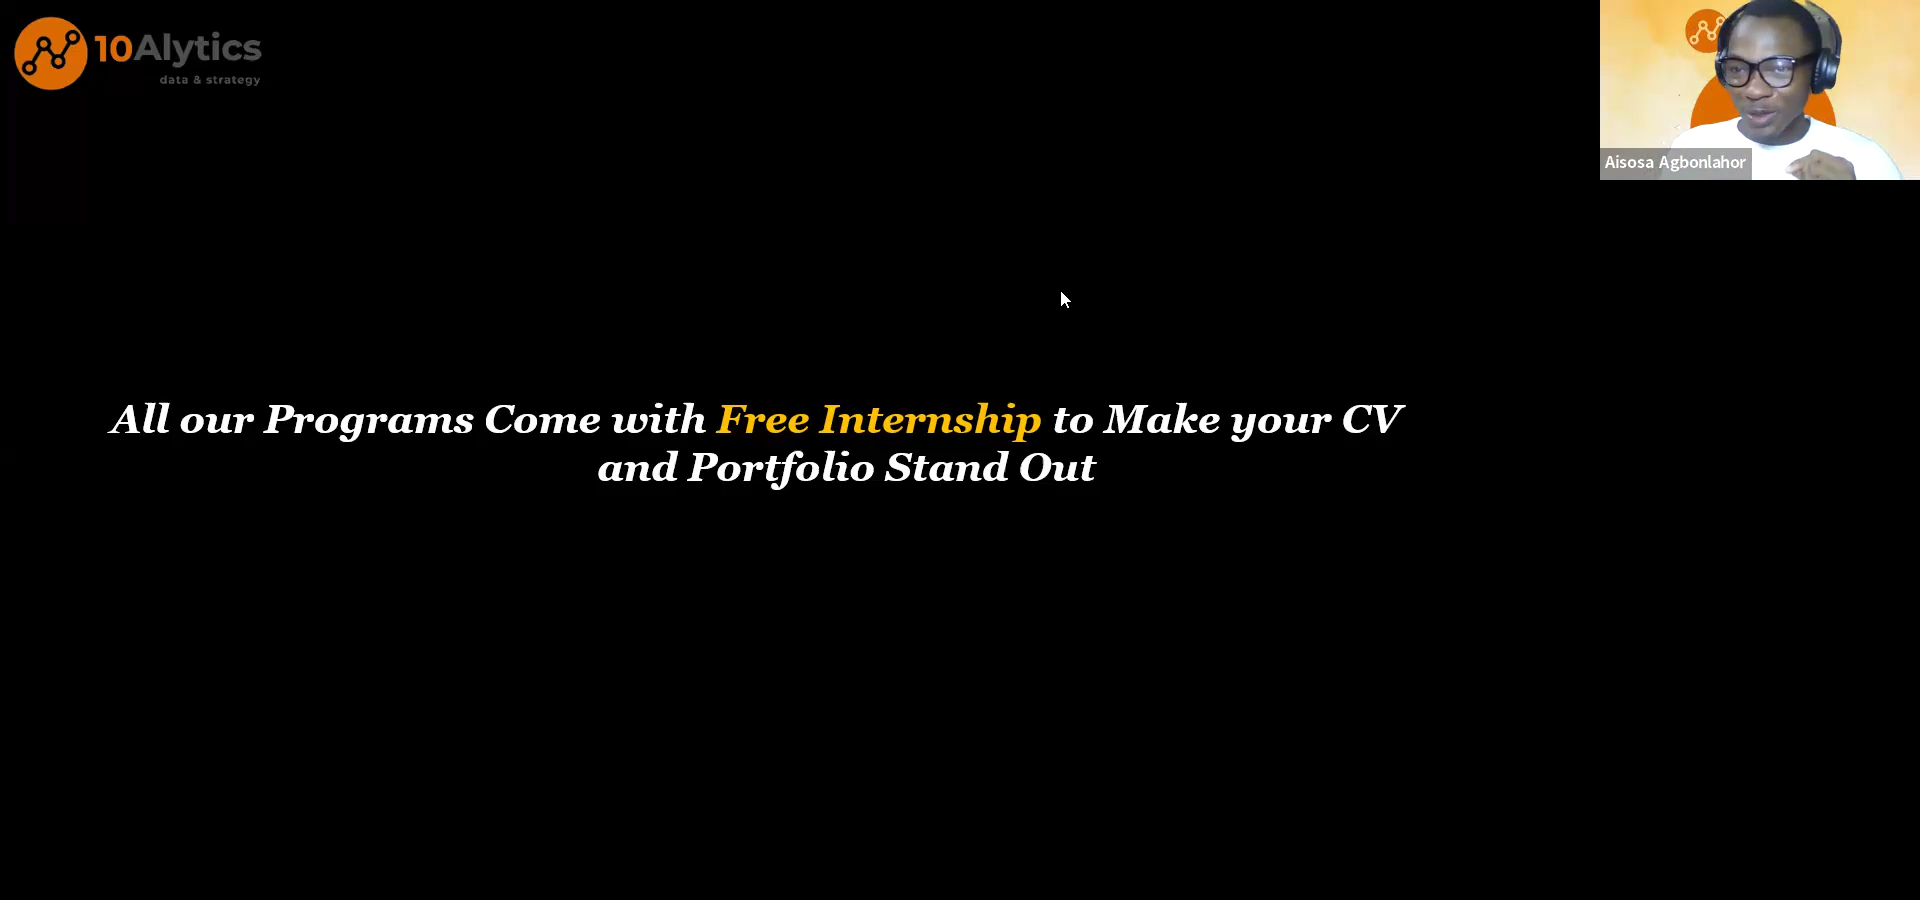 10Alytics
data & strategy
Aisosa Agbonlahor
All our Programs Come with Free Internship to Make your CV
and Portfolio Stand Out